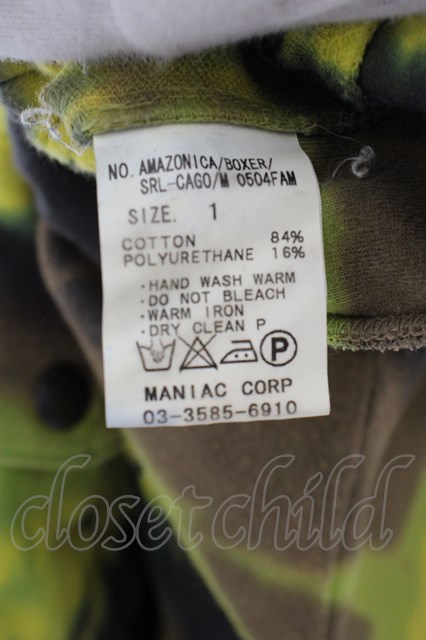 NO. AMAZONICA/BOXER/
SRL-CAGO/M 0504FAM
SIZE. 1
COTTON 84%
POLYURETHANE 16%
・HAND WASH WARM
・DO NOT BLEACH
・WARM IRON
・DRY CLEAN P
P
MANIAC CORP
03-3585-6910
closetchild